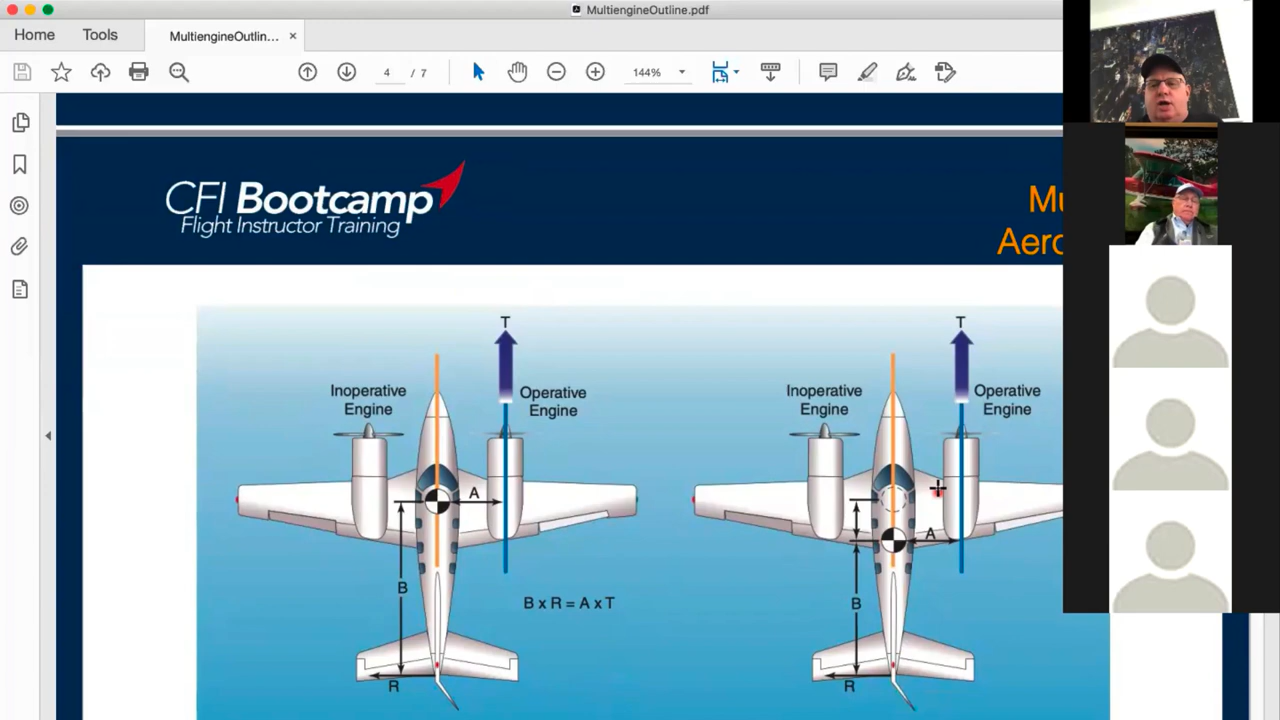 MultiengineOutline.pdf
Home Tools MultiengineOutlin... ×
4 / 7 144%
CFI Bootcamp
Flight Instructor Training
Mu
Aero
T
T
Inoperative
Engine
Operative
Engine
Inoperative
Engine
Operative
Engine
A
A
B
B x R = A x T
B
R
R